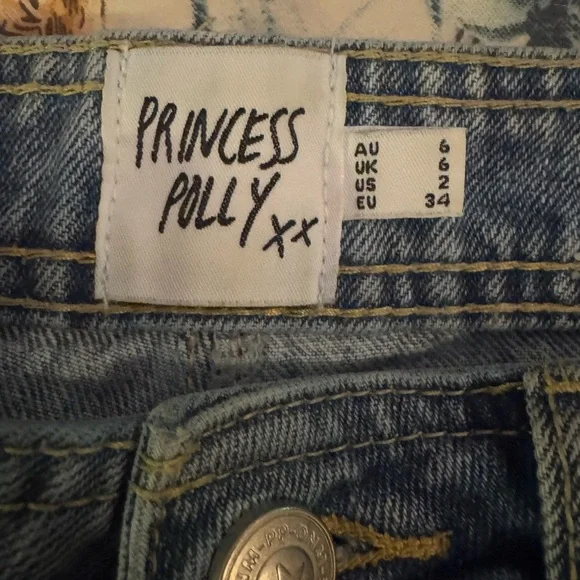 PRINCESS
POLLY xx
AU 6
UK 6
US 2
EU 34